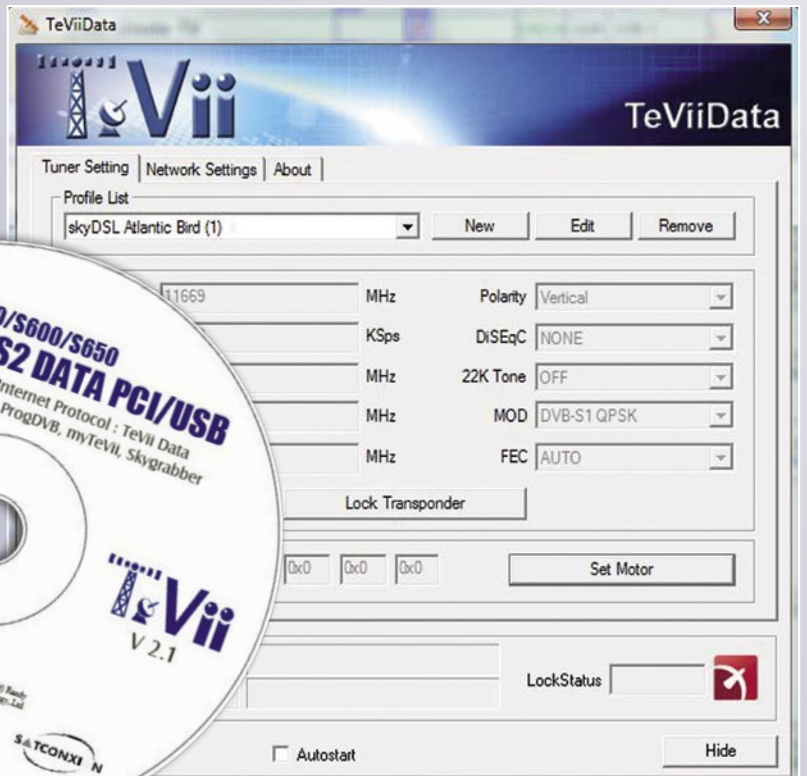 TeViiData
TeVii
TeViiData
Tuner Setting Network Settings About
Profile List
skyDSL Atlantic Bird (1) New Edit Remove
11669 MHz Polarity Vertical
KSps DiSEqC NONE
MHz 22K Tone OFF
MHz MOD DVB-S1 QPSK
MHz FEC AUTO
Lock Transponder
0x0 0x0 0x0 Set Motor
LockStatus
Autostart Hide
0/S600/S650
S2 DATA PCI/USB
Internet Protocol : TeVii Data
ProgDVB, myTeVii, Skygrabber
TeVii
V 2.1
SATCONXION